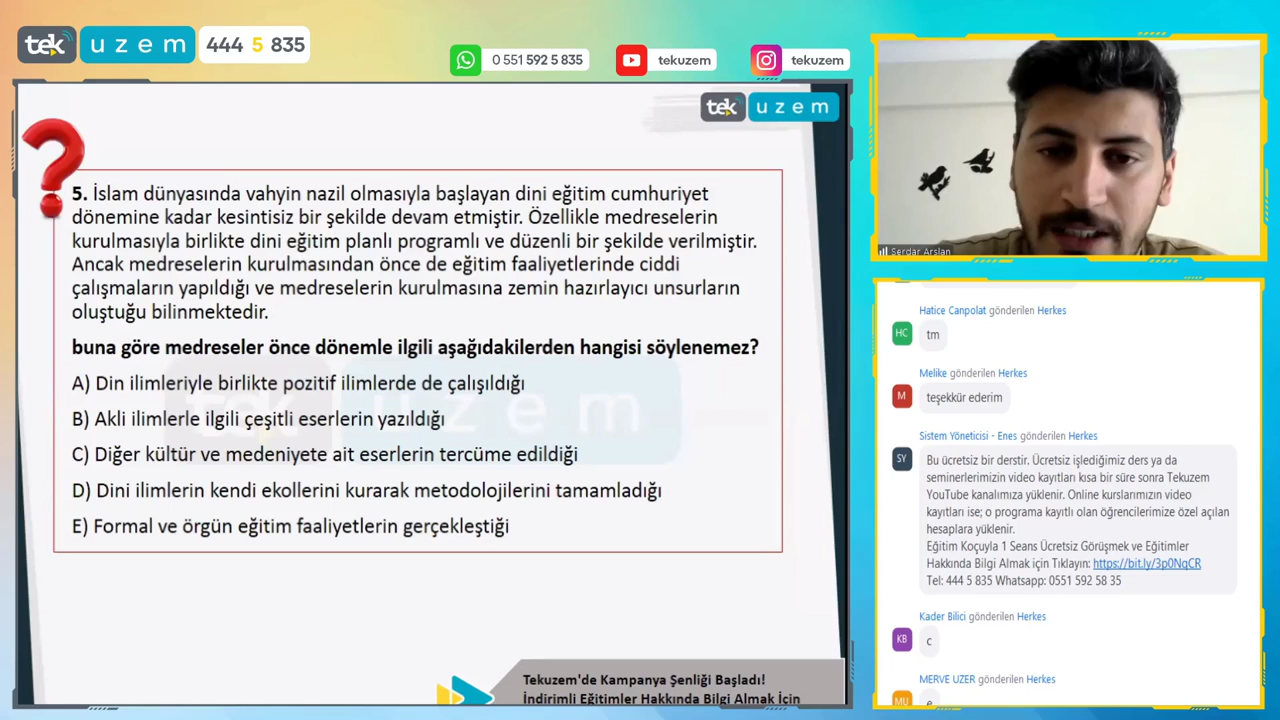 tek uzem 444 5 835
0 551 592 5 835
tekuzem
tekuzem
tek uzem
5. İslam dünyasında vahyin nazil olmasıyla başlayan dini eğitim cumhuriyet
dönemine kadar kesintisiz bir şekilde devam etmiştir. Özellikle medreselerin
kurulmasıyla birlikte dini eğitim planlı programlı ve düzenli bir şekilde verilmiştir.
Ancak medreselerin kurulmasından önce de eğitim faaliyetlerinde ciddi
çalışmaların yapıldığı ve medreselerin kurulmasına zemin hazırlayıcı unsurların
oluştuğu bilinmektedir.
buna göre medreseler önce dönemle ilgili aşağıdakilerden hangisi söylenemez?
A) Din ilimleriyle birlikte pozitif ilimlerde de çalışıldığı
B) Akli ilimlerle ilgili çeşitli eserlerin yazıldığı
C) Diğer kültür ve medeniyete ait eserlerin tercüme edildiği
D) Dini ilimlerin kendi ekollerini kurarak metodolojilerini tamamladığı
E) Formal ve örgün eğitim faaliyetlerin gerçekleştiği
tek uzem
Tekuzem'de Kampanya Şenliği Başladı!
İndirimli Eğitimler Hakkında Bilgi Almak İçin
Serdar Arslan
Hatice Canpolat gönderilen Herkes
HC tm
Melike gönderilen Herkes
M teşekkür ederim
Sistem Yöneticisi - Enes gönderilen Herkes
SY Bu ücretsiz bir derstir. Ücretsiz işlediğimiz ders ya da
seminerlerimizin video kayıtları kısa bir süre sonra Tekuzem
YouTube kanalımıza yüklenir. Online kurslarımızın video
kayıtları ise; o programa kayıtlı olan öğrencilerimize özel açılan
hesaplara yüklenir.
Eğitim Koçuyla 1 Seans Ücretsiz Görüşmek ve Eğitimler
Hakkında Bilgi Almak için Tıklayın: https://bit.ly/3p0NqCR
Tel: 444 5 835 Whatsapp: 0551 592 58 35
Kader Bilici gönderilen Herkes
KB c
MERVE UZER gönderilen Herkes
MU e